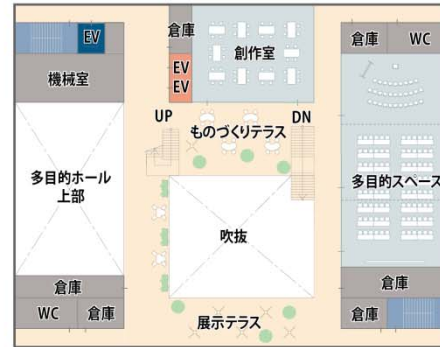 EV
倉庫
創作室
倉庫
WC
機械室
EV
EV
UP
DN
ものづくりテラス
多目的ホール
上部
多目的スペース
吹抜
倉庫
倉庫
WC
倉庫
展示テラス
倉庫